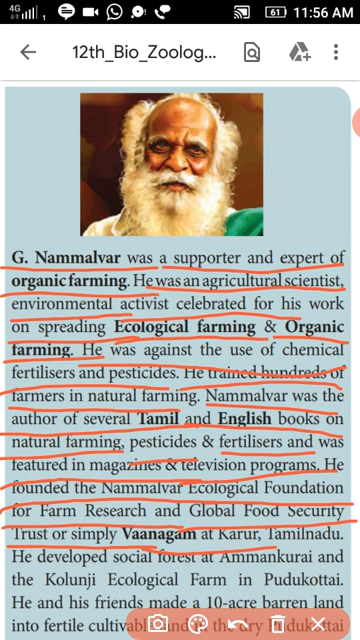 4G
1
61
11:56 AM
12th_Bio_Zoolog...
G. Nammalvar was a supporter and expert of
organic farming. He was an agricultural scientist,
environmental activist celebrated for his work
on spreading Ecological farming & Organic
farming. He was against the use of chemical
fertilisers and pesticides. He trained hundreds of
farmers in natural farming. Nammalvar was the
author of several Tamil and English books on
natural farming, pesticides & fertilisers and was
featured in magazines & television programs. He
founded the Nammalvar Ecological Foundation
for Farm Research and Global Food Security
Trust or simply Vaanagam at Karur, Tamilnadu.
He developed social forest at Ammankurai and
the Kolunji Ecological Farm in Pudukottai.
He and his friends made a 10-acre barren land
into fertile